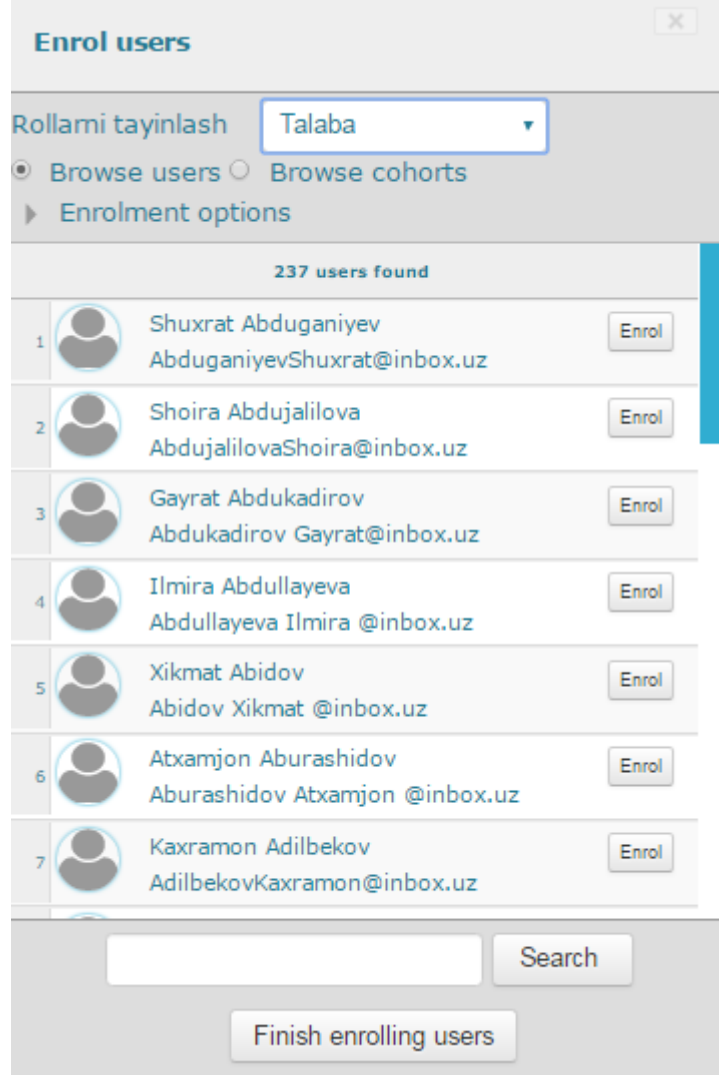 Enrol users
Rollarni tayinlash Talaba
Browse users Browse cohorts
Enrolment options
237 users found
1 Shuxrat Abduganiyev Enrol
AbduganiyevShuxrat@inbox.uz
2 Shoira Abdujalilova Enrol
AbdujalilovaShoira@inbox.uz
3 Gayrat Abdukadirov Enrol
Abdukadirov Gayrat@inbox.uz
4 Ilmira Abdullayeva Enrol
Abdullayeva Ilmira @inbox.uz
5 Xikmat Abidov Enrol
Abidov Xikmat @inbox.uz
6 Atxamjon Aburashidov Enrol
Aburashidov Atxamjon @inbox.uz
7 Kaxramon Adilbekov Enrol
AdilbekovKaxramon@inbox.uz
Search
Finish enrolling users